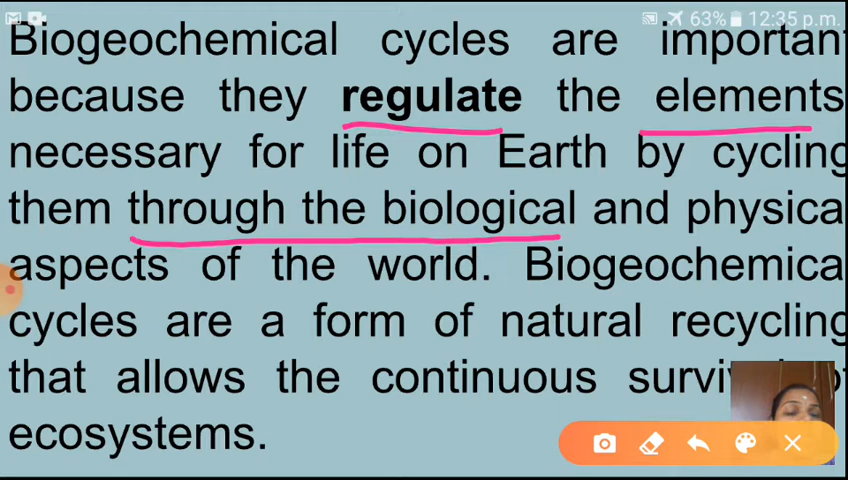 63% 12:35 p.m.
Biogeochemical cycles are importan
because they regulate the elements
necessary for life on Earth by cycling
them through the biological and physica
aspects of the world. Biogeochemica
cycles are a form of natural recycling
that allows the continuous surviv
ecosystems.